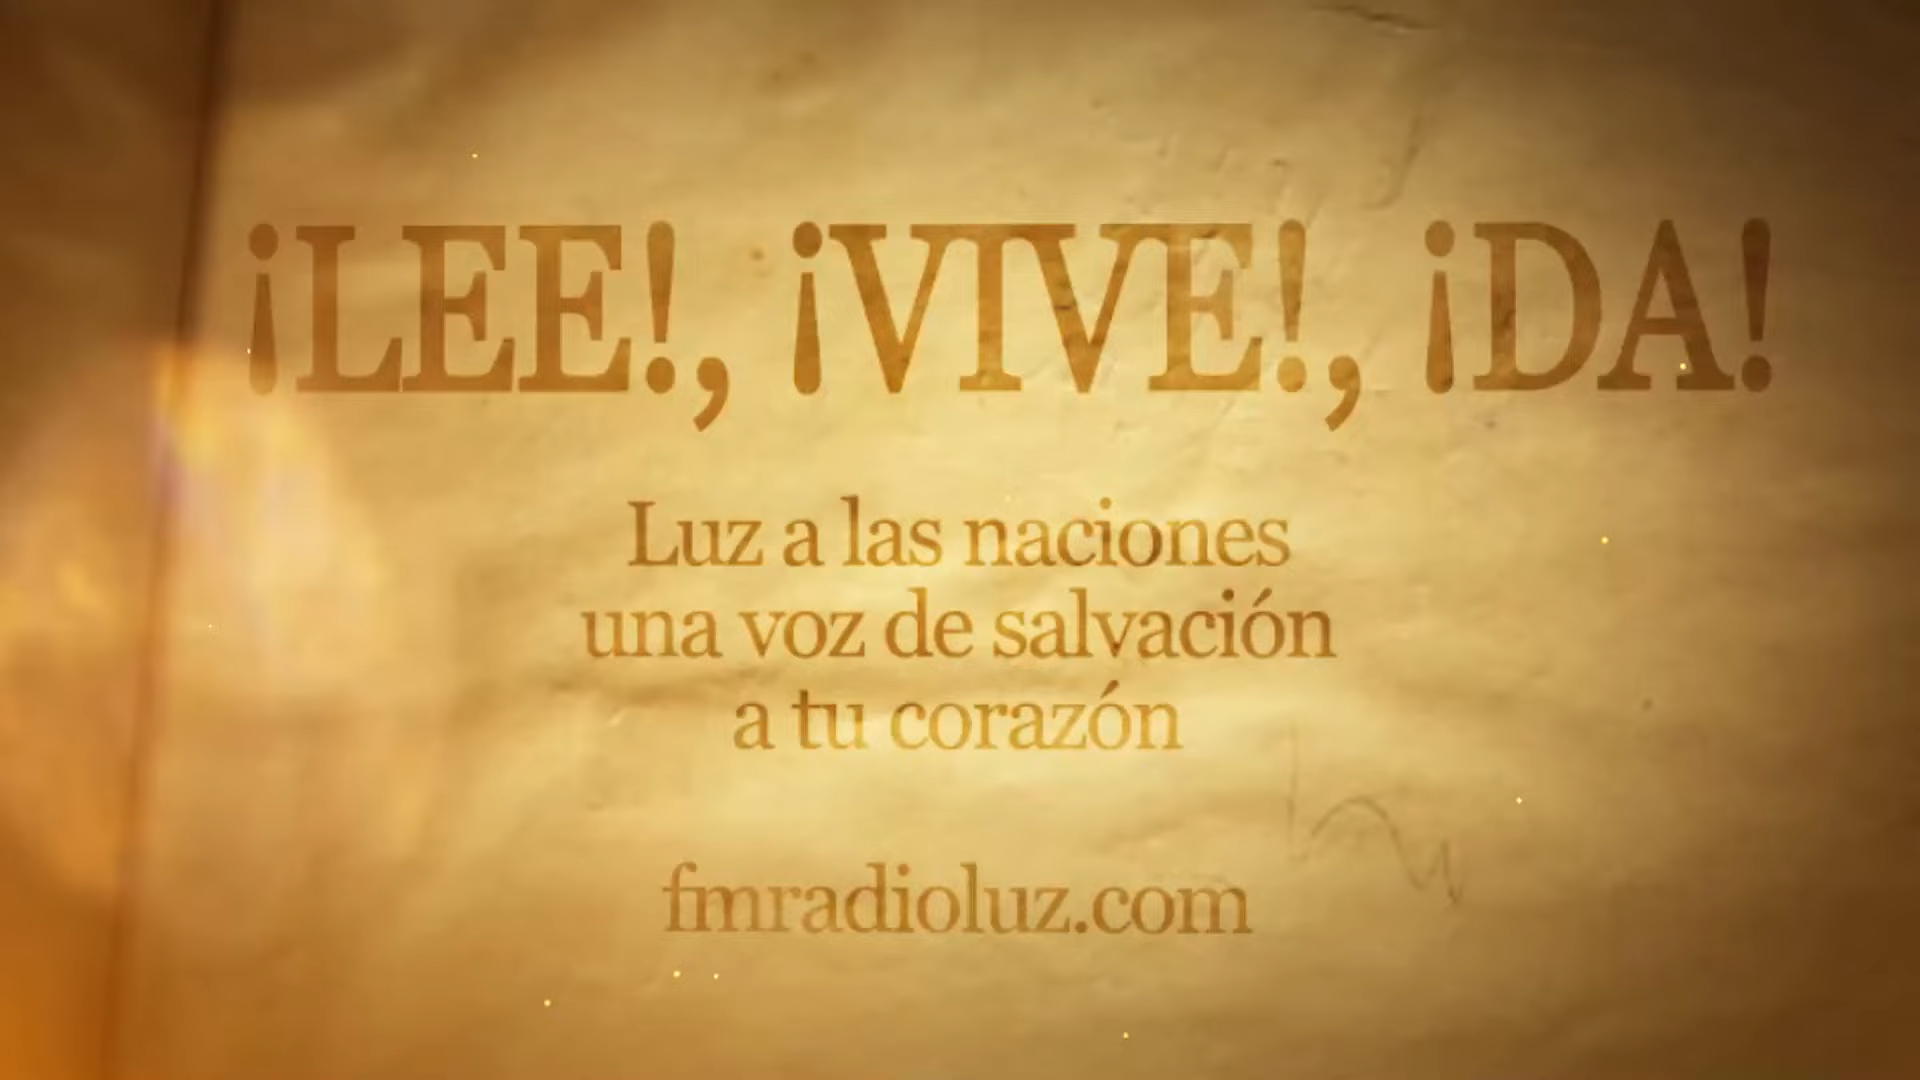 ¡LEE!, ¡VIVE!, ¡DA!
Luz a las naciones
una voz de salvación
a tu corazón
fmradioluz.com